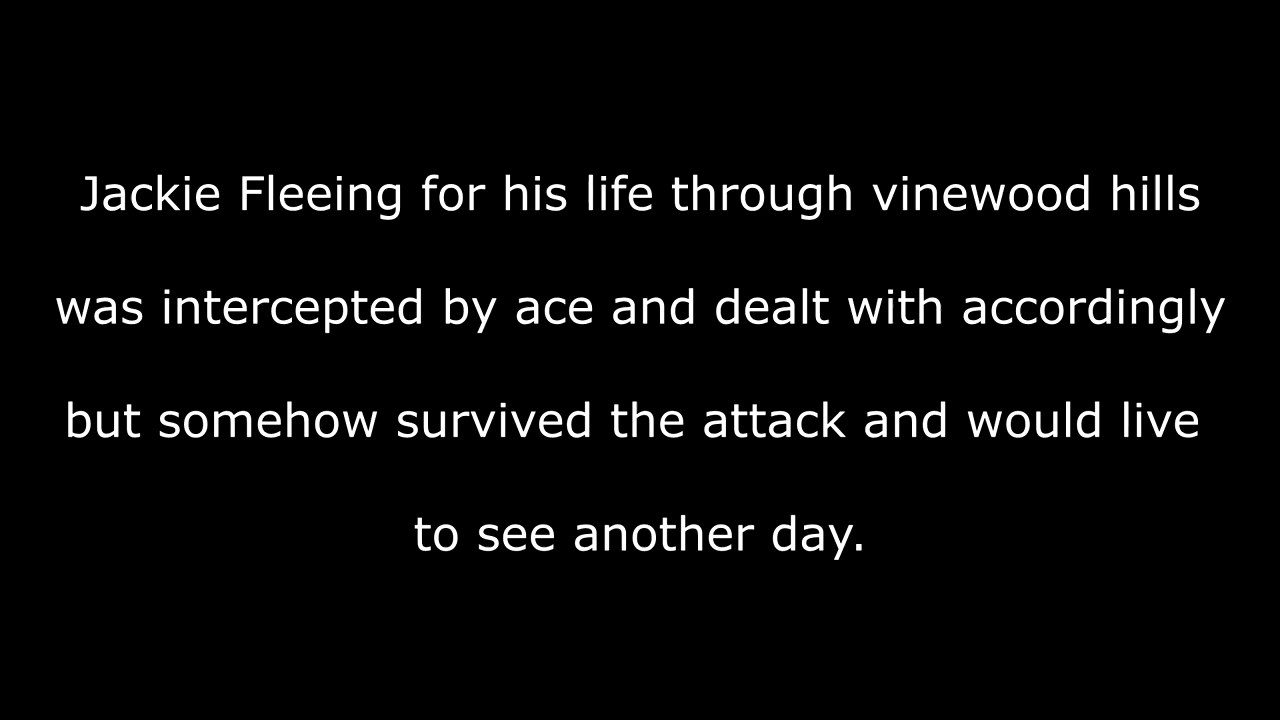 Jackie Fleeing for his life through vinewood hills
was intercepted by ace and dealt with accordingly
but somehow survived the attack and would live
to see another day.